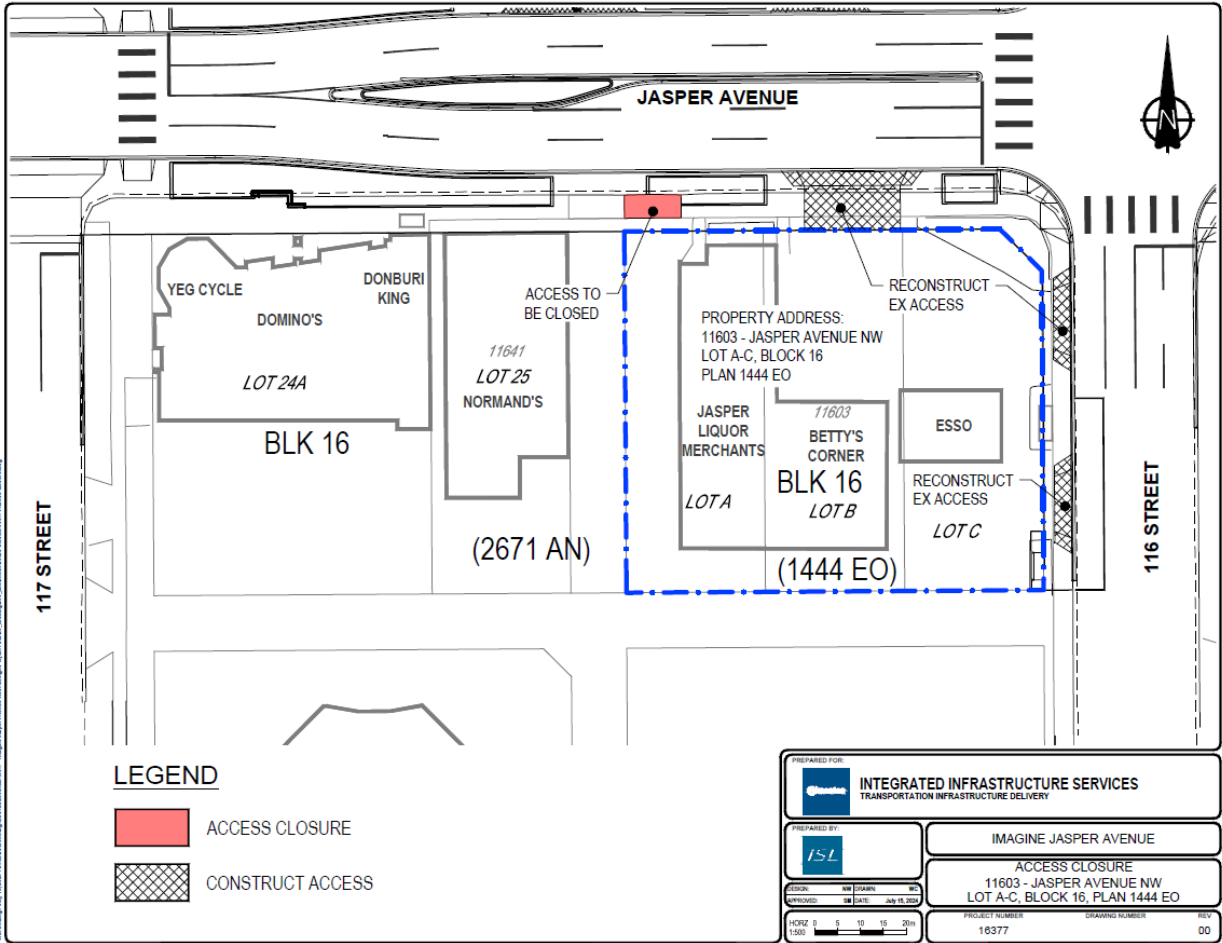 JASPER AVENUE
N
YEG CYCLE
DONBURI
KING
DOMINO'S
LOT 24A
BLK 16
11641
LOT 25
NORMAND'S
ACCESS TO
BE CLOSED
PROPERTY ADDRESS:
11603 - JASPER AVENUE NW
LOT A-C, BLOCK 16
PLAN 1444 EO
RECONSTRUCT
EX ACCESS
JASPER
LIQUOR
MERCHANTS
11603
BETTY'S
CORNER
ESSO
BLK 16
LOT A
LOT B
RECONSTRUCT
EX ACCESS
LOT C
(2671 AN)
(1444 EO)
117 STREET
116 STREET
LEGEND
ACCESS CLOSURE
CONSTRUCT ACCESS
PREPARED FOR:
INTEGRATED INFRASTRUCTURE SERVICES
TRANSPORTATION INFRASTRUCTURE DELIVERY
PREPARED BY:
ISL
IMAGINE JASPER AVENUE
ACCESS CLOSURE
11603 - JASPER AVENUE NW
LOT A-C, BLOCK 16, PLAN 1444 EO
DESIGN: NW DRAWN: WC
APPROVED: SM DATE: July 15, 2024
HORZ 0 5 10 15 20m
1:500
PROJECT NUMBER DRAWING NUMBER REV
16377 00